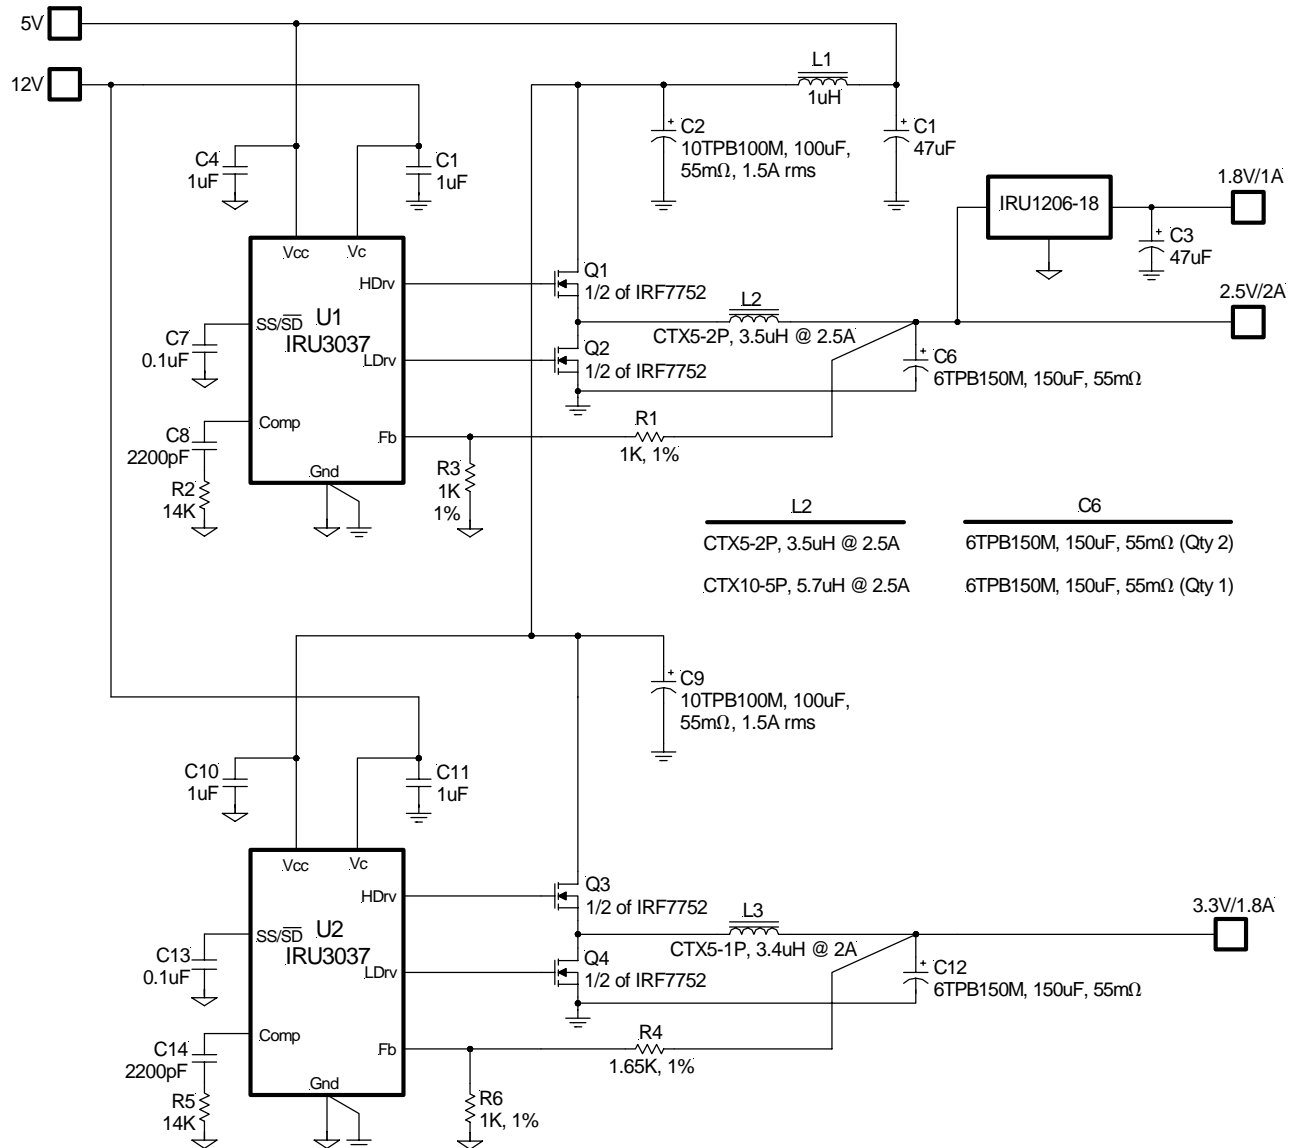 5V
12V
L1
1uH
C2
10TPB100M, 100uF,
55mΩ, 1.5A rms
C1
47uF
C4
1uF
C1
1uF
IRU1206-18
1.8V/1A
C3
47uF
Vcc
Vc
HDrv
U1
IRU3037
SS/SD
LDrv
Comp
Fb
Gnd
C7
0.1uF
C8
2200pF
R2
14K
Q1
1/2 of IRF7752
L2
CTX5-2P, 3.5uH @ 2.5A
2.5V/2A
Q2
1/2 of IRF7752
C6
6TPB150M, 150uF, 55mΩ
R1
1K, 1%
R3
1K
1%
L2
C6
CTX5-2P, 3.5uH @ 2.5A
6TPB150M, 150uF, 55mΩ (Qty 2)
CTX10-5P, 5.7uH @ 2.5A
6TPB150M, 150uF, 55mΩ (Qty 1)
C9
10TPB100M, 100uF,
55mΩ, 1.5A rms
C10
1uF
C11
1uF
Vcc
Vc
HDrv
U2
IRU3037
SS/SD
LDrv
Comp
Fb
Gnd
C13
0.1uF
C14
2200pF
R5
14K
Q3
1/2 of IRF7752
L3
CTX5-1P, 3.4uH @ 2A
3.3V/1.8A
Q4
1/2 of IRF7752
C12
6TPB150M, 150uF, 55mΩ
R4
1.65K, 1%
R6
1K, 1%